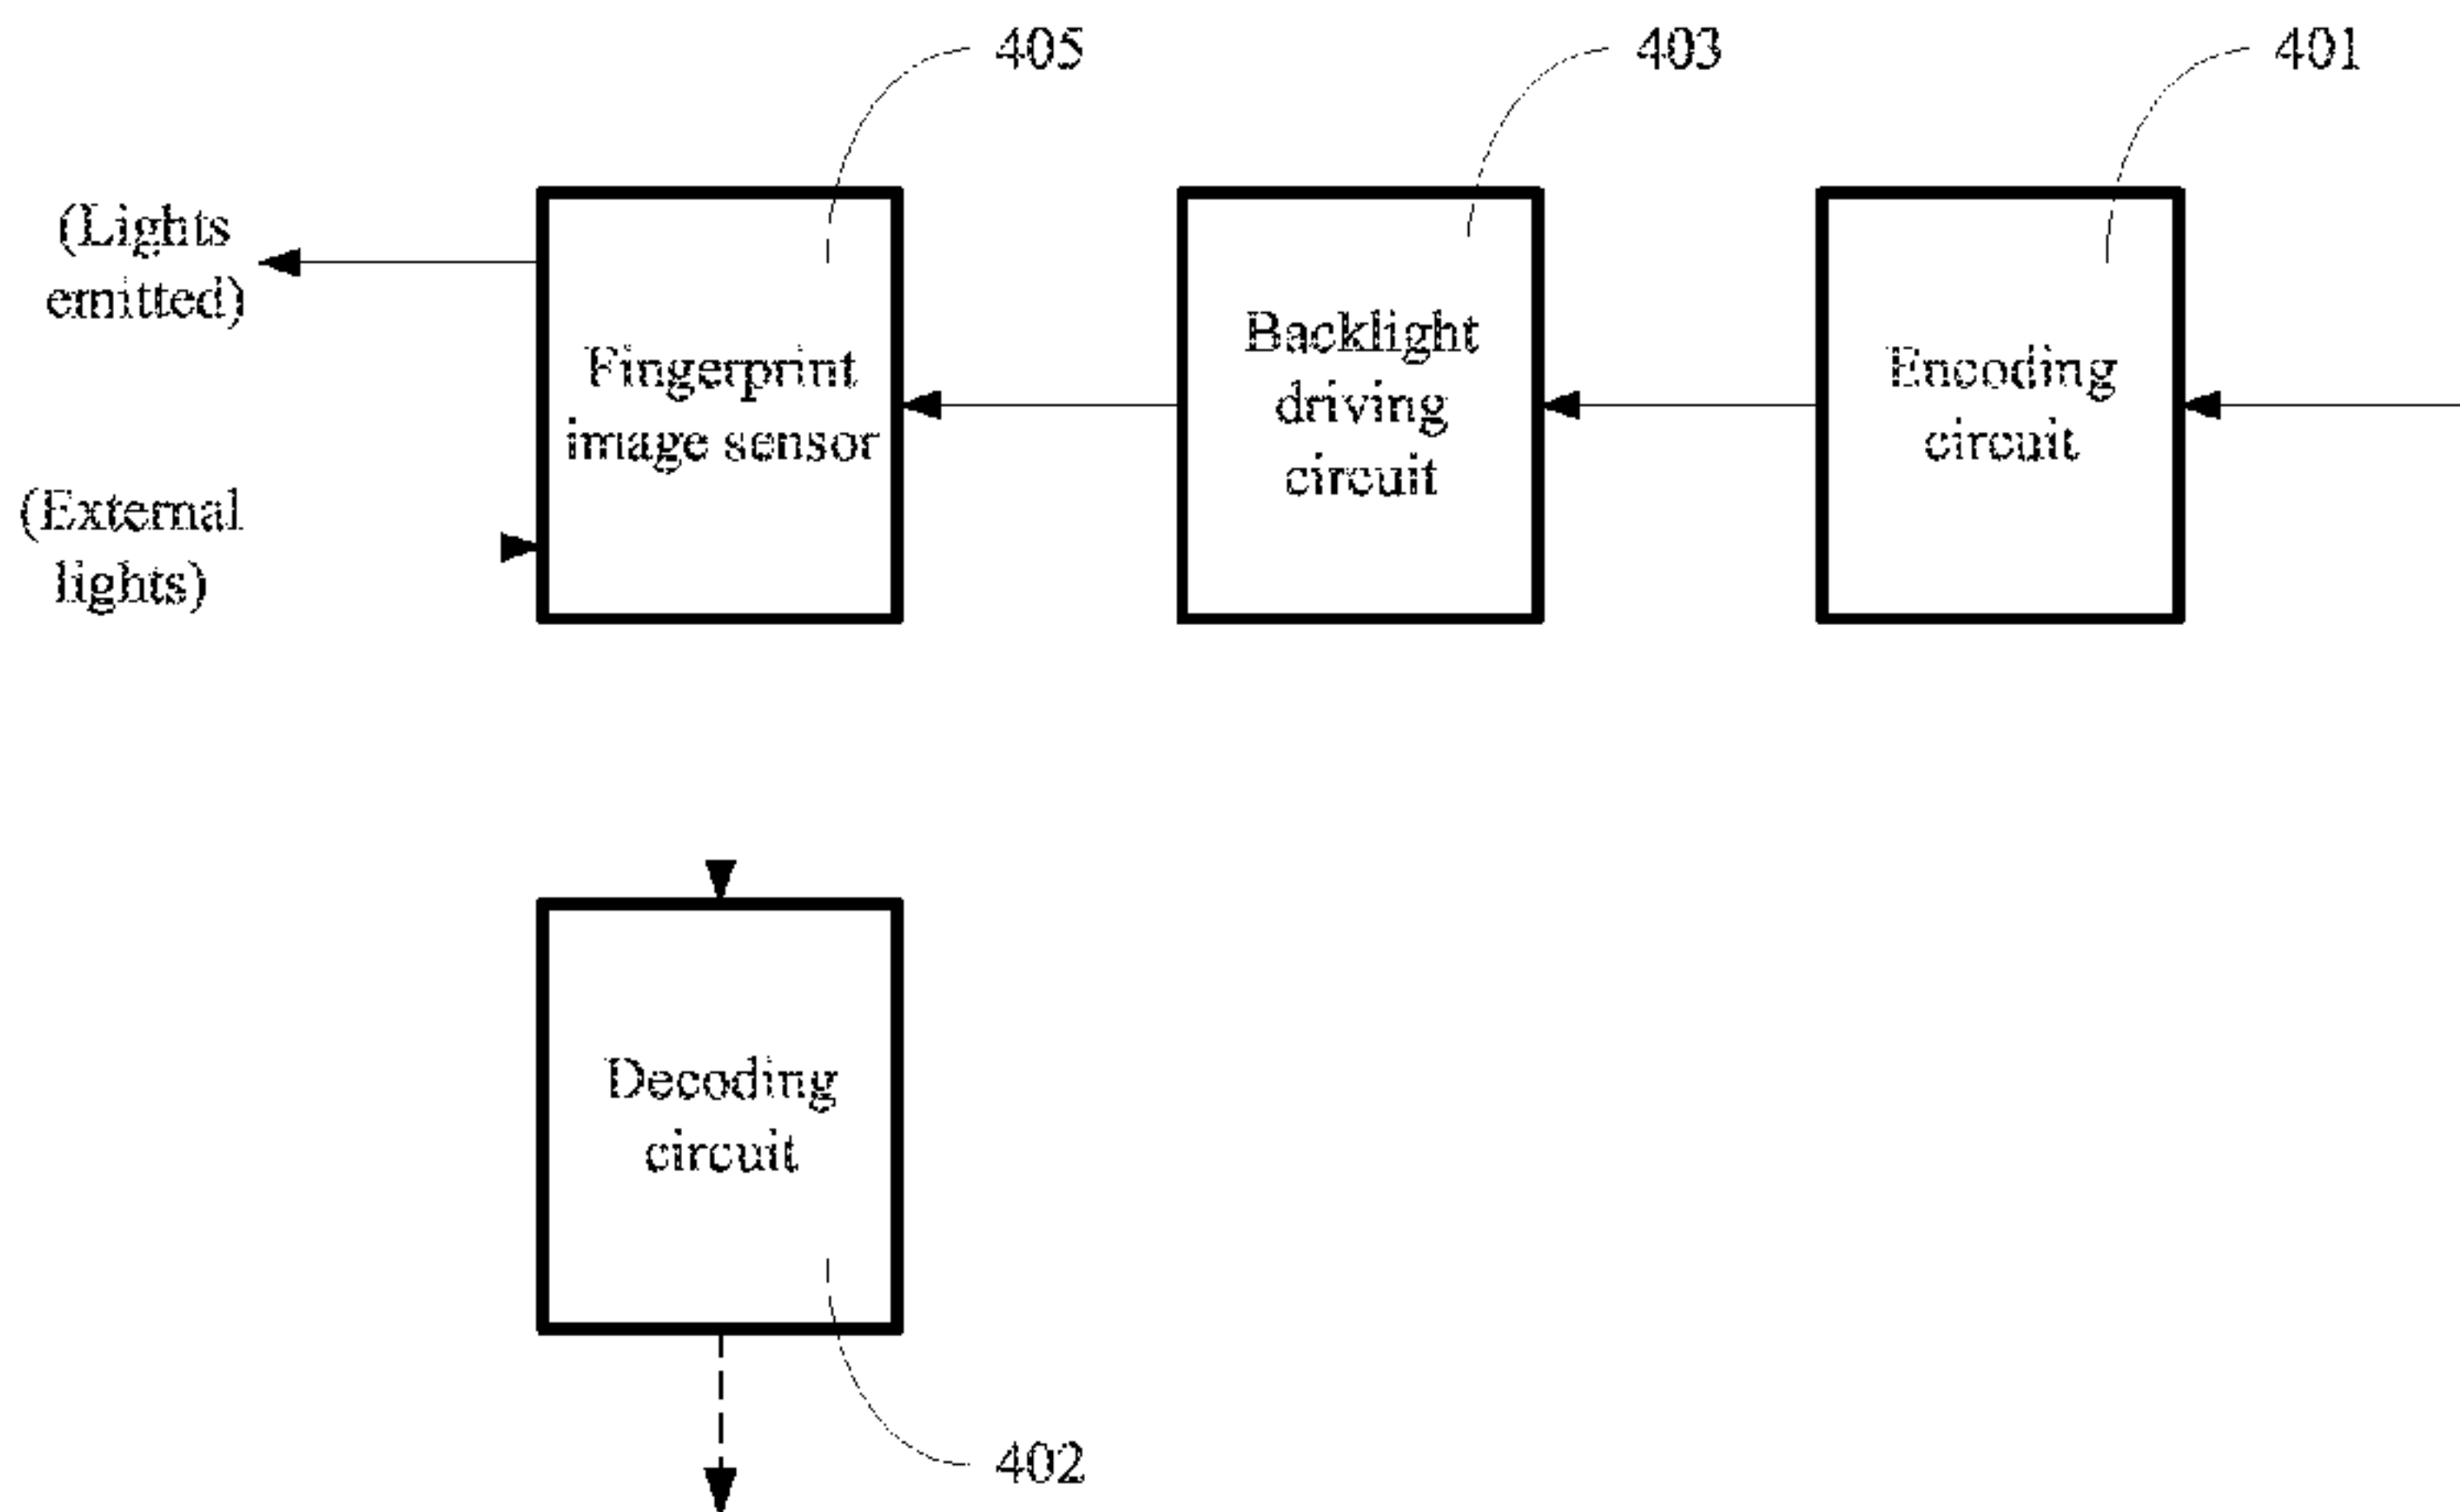 405
403
401
(Lights
emitted)
Fingerprint
image sensor
Backlight
driving
circuit
Encoding
circuit
(External
lights)
Decoding
circuit
402